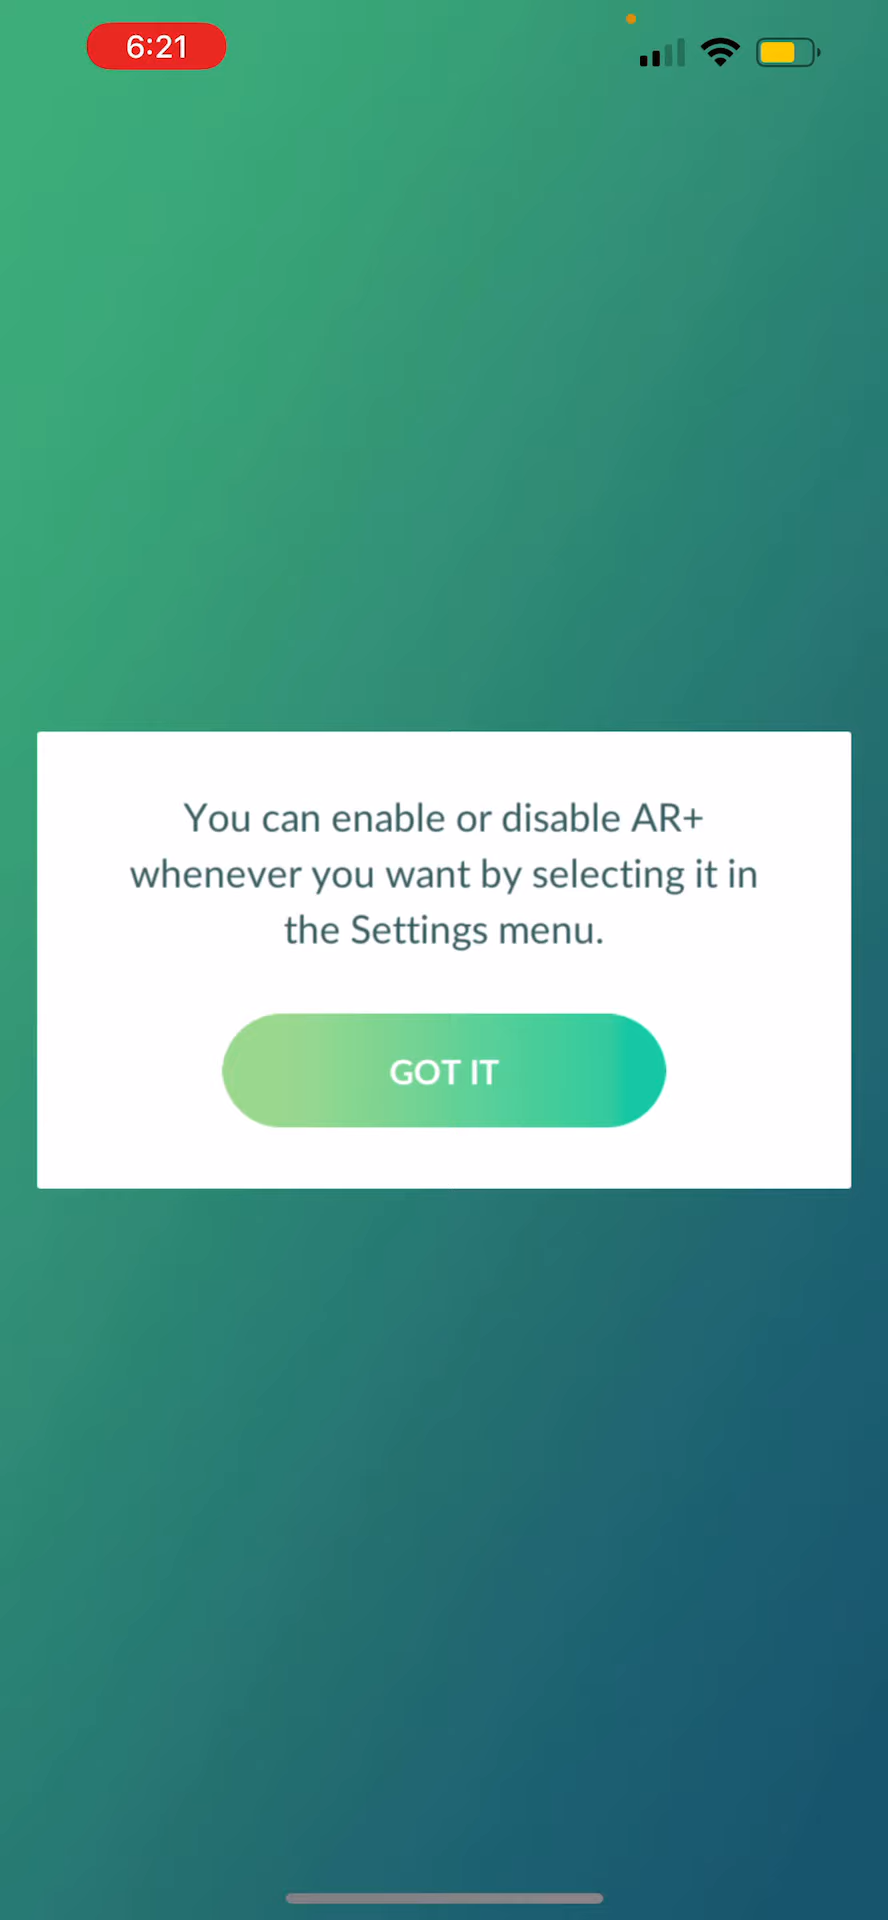 6:21
You can enable or disable AR+
whenever you want by selecting it in
the Settings menu.
GOT IT